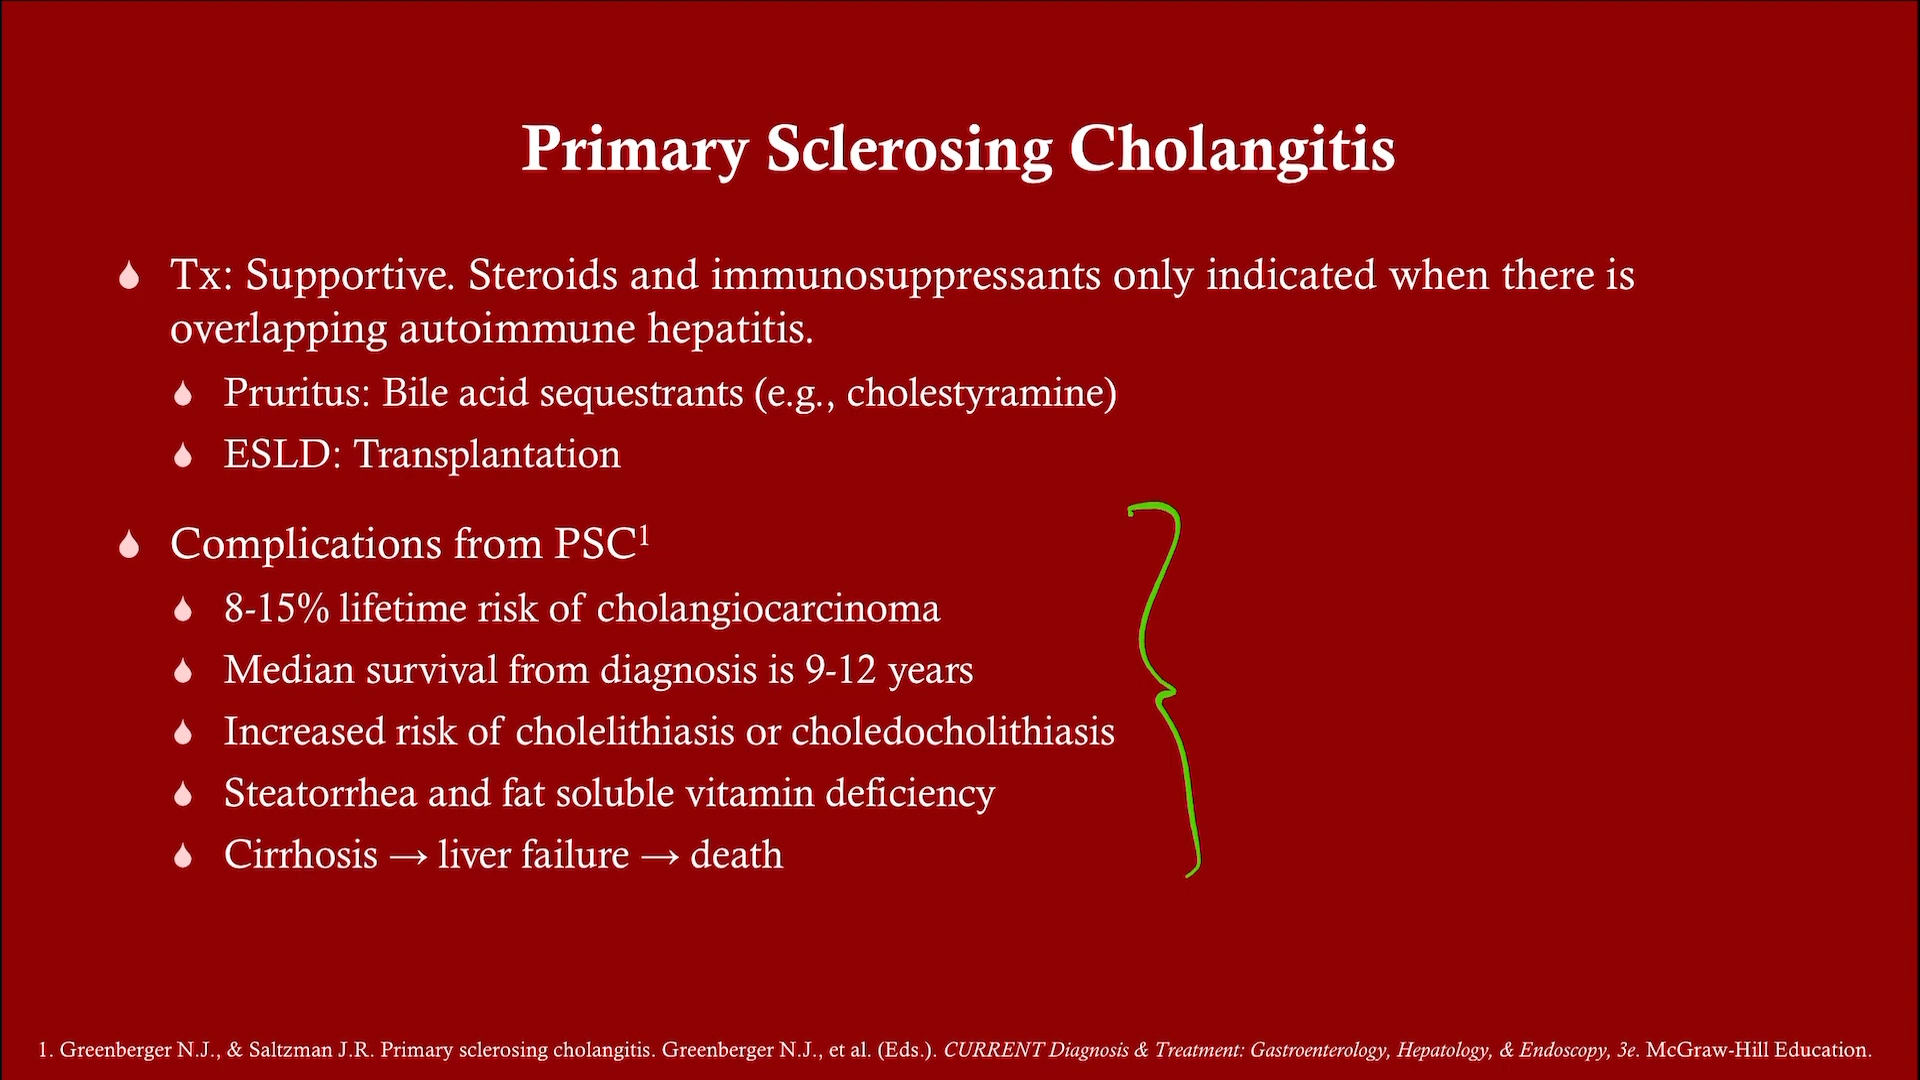 Primary Sclerosing Cholangitis
Tx: Supportive. Steroids and immunosuppressants only indicated when there is
overlapping autoimmune hepatitis.
Pruritus: Bile acid sequestrants (e.g., cholestyramine)
ESLD: Transplantation
Complications from PSC¹
8-15% lifetime risk of cholangiocarcinoma
Median survival from diagnosis is 9-12 years
Increased risk of cholelithiasis or choledocholithiasis
Steatorrhea and fat soluble vitamin deficiency
Cirrhosis → liver failure → death
1. Greenberger N.J., & Saltzman J.R. Primary sclerosing cholangitis. Greenberger N.J., et al. (Eds.). CURRENT Diagnosis & Treatment: Gastroenterology, Hepatology, & Endoscopy, 3e. McGraw-Hill Education.